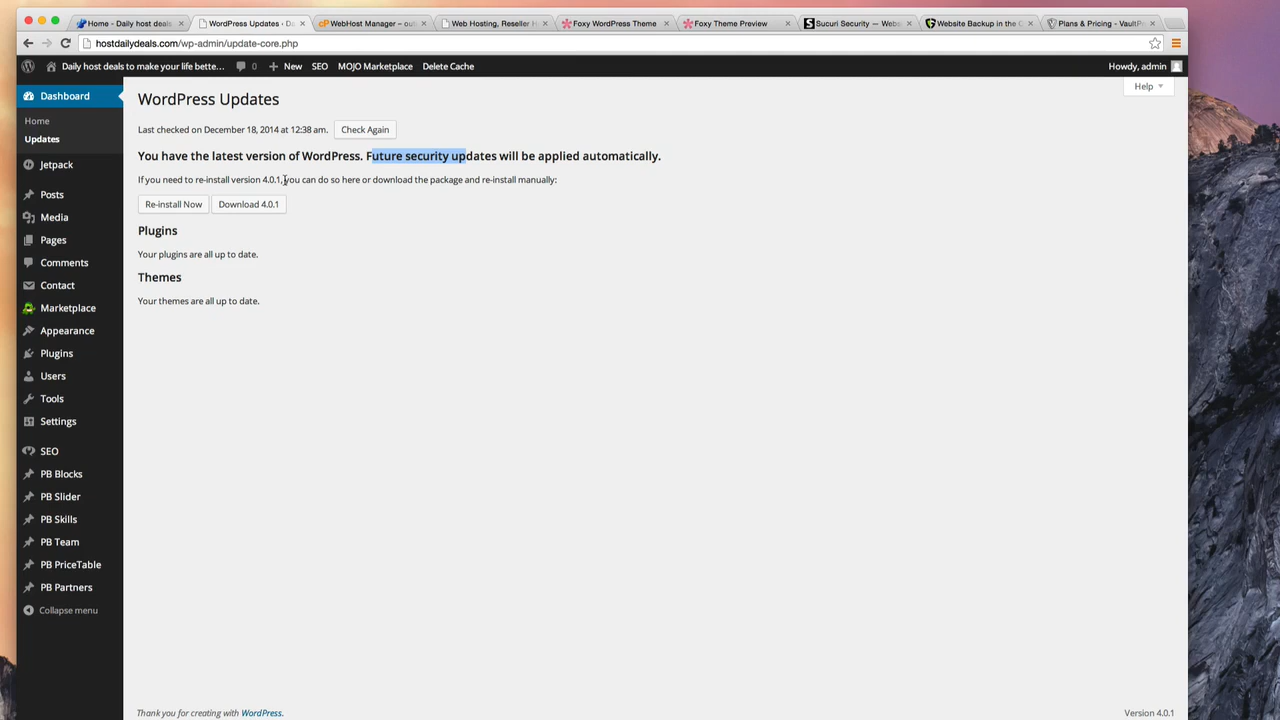 Home - Daily host deals
WordPress Updates ‹ Da
WebHost Manager – out
Web Hosting, Reseller H
Foxy WordPress Theme
Foxy Theme Preview
Sucuri Security — Webs
Website Backup in the C
Plans & Pricing - VaultPr
hostdailydeals.com/wp-admin/update-core.php
Daily host deals to make your life bette... 0 New SEO MOJO Marketplace Delete Cache Howdy, admin
Help
Dashboard
Home
Updates
Jetpack
Posts
Media
Pages
Comments
Contact
Marketplace
Appearance
Plugins
Users
Tools
Settings
SEO
PB Blocks
PB Slider
PB Skills
PB Team
PB PriceTable
PB Partners
Collapse menu
WordPress Updates
Last checked on December 18, 2014 at 12:38 am. Check Again
You have the latest version of WordPress. Future security updates will be applied automatically.
If you need to re-install version 4.0.1, you can do so here or download the package and re-install manually:
Re-install Now Download 4.0.1
Plugins
Your plugins are all up to date.
Themes
Your themes are all up to date.
Thank you for creating with WordPress. Version 4.0.1